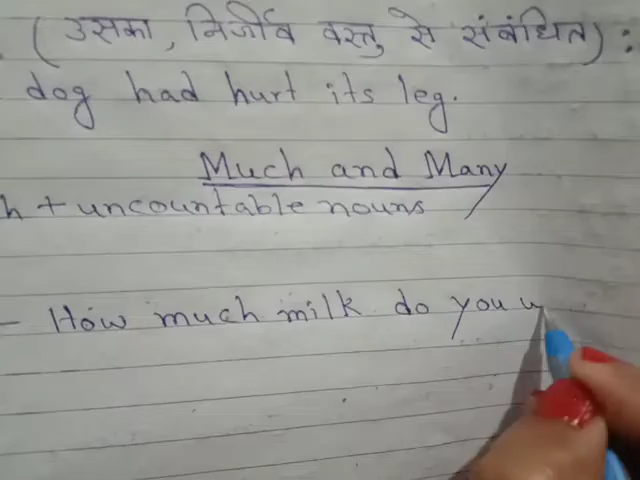 (उसका, निर्जीव वस्तु से संबंधित) :
dog had hurt its leg.
Much and Many
h + uncountable nouns
- How much milk do you w